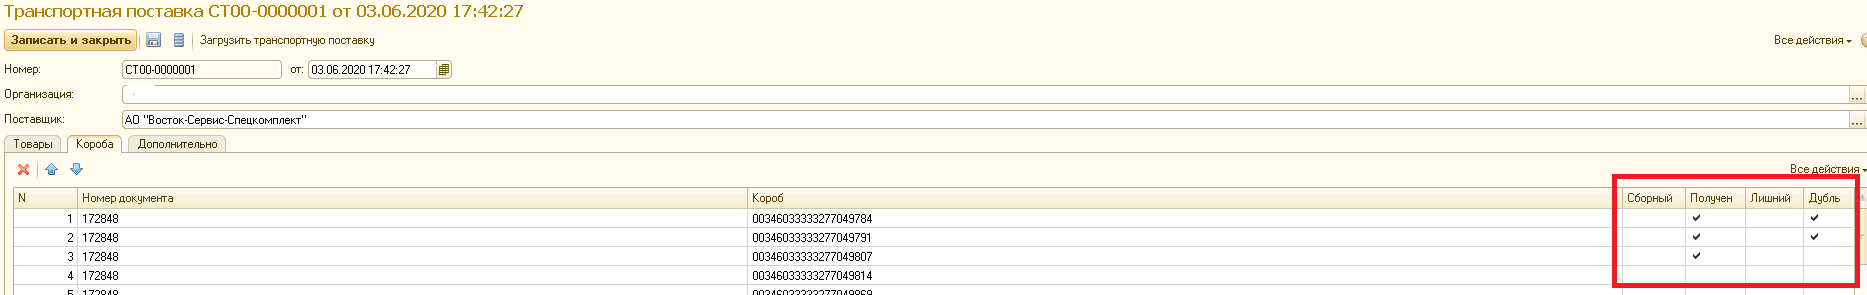 Транспортная поставка СТ00-0000001 от 03.06.2020 17:42:27
Записать и закрыть Загрузить транспортную поставку Все действия
Номер: СТ00-0000001 от: 03.06.2020 17:42:27
Организация: ...
Поставщик: АО "Восток-Сервис-Спецкомплект" ...
Товары Короба Дополнительно
Все действия
N Номер документа Короб Сборный Получен Лишний Дубль
1 172848 00346033333277049784
2 172848 00346033333277049791
3 172848 00346033333277049807
4 172848 00346033333277049814
5 172848 00346033333277049869